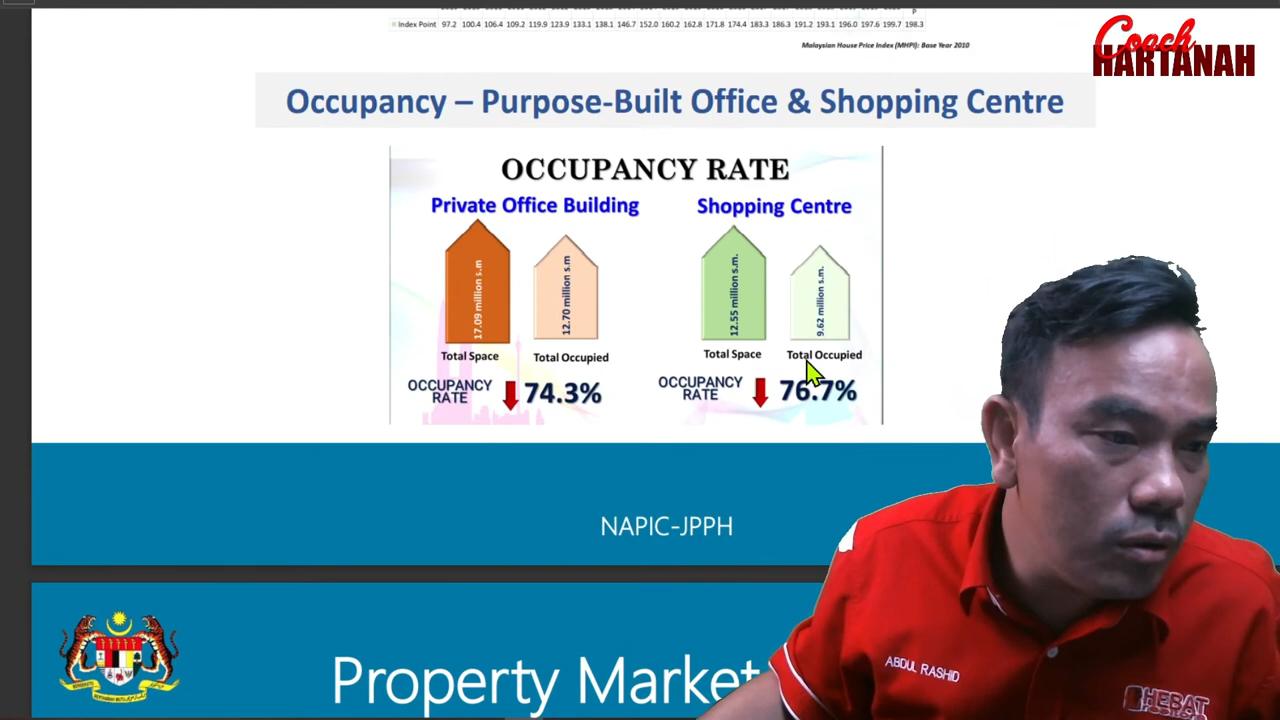 Index Point 97.2 100.4 106.4 109.2 119.9 123.9 133.1 138.1 146.7 152.0 160.2 162.8 171.8 174.4 183.3 186.3 191.2 193.1 196.0 197.6 199.7 198.3
Malaysian House Price Index (MHPI): Base Year 2010
Coach
HARTANAH
Occupancy – Purpose-Built Office & Shopping Centre
OCCUPANCY RATE
Private Office Building
Shopping Centre
17.09 million s.m
12.70 million s.m
12.55 million s.m.
9.62 million s.m.
Total Space
Total Occupied
Total Space
Total Occupied
OCCUPANCY
RATE
74.3%
OCCUPANCY
RATE
76.7%
NAPIC-JPPH
Property Market
ABDUL RASHID
HEBAT